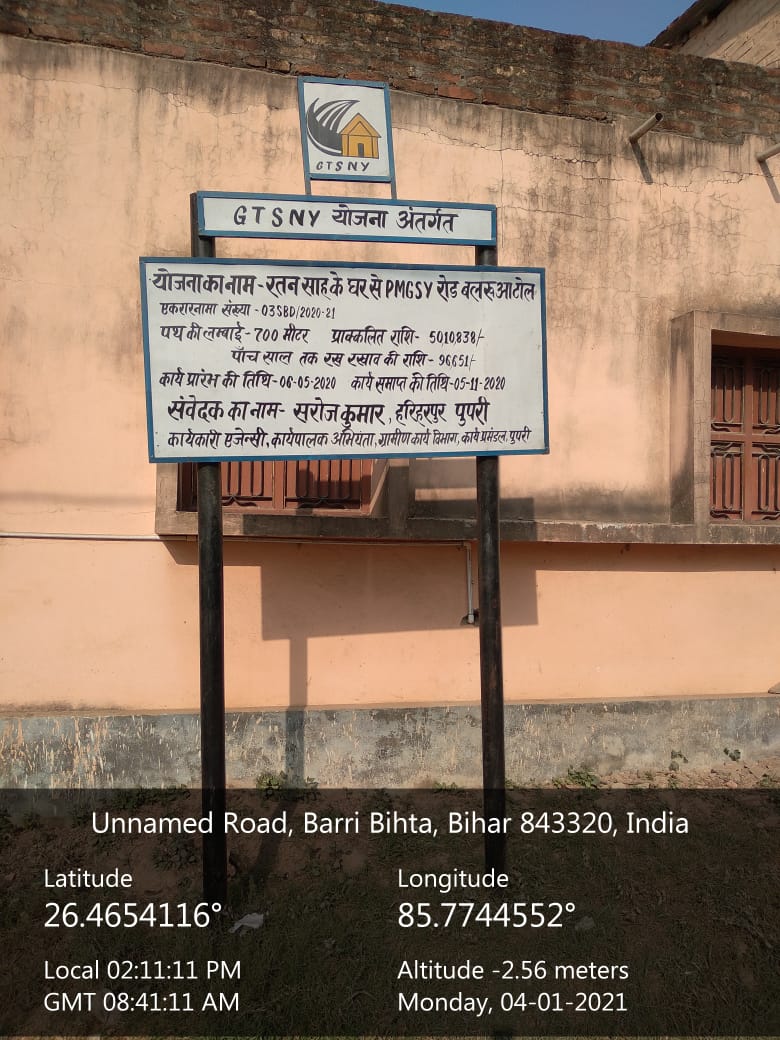 GTSNY
GTSNY योजना अंतर्गत
योजना का नाम - रतन साह के घर से PMGSY रोड बलरुआ टोल
एकरारनामा संख्या - 03SBD/2020-21
पथ की लम्बाई - 700 मीटर प्राक्कलित राशि - 5010838/-
पाँच साल तक रख रखाव की राशि - 96651/-
कार्य प्रारंभ की तिथि - 06-05-2020 कार्य समाप्त की तिथि - 05-11-2020
संवेदक का नाम - सरोज कुमार, हरिहरपुर पुपरी
कार्यकारी एजेन्सी, कार्यपालक अभियंता, ग्रामीण कार्य विभाग, कार्य प्रमंडल, पुपरी
Unnamed Road, Barri Bihta, Bihar 843320, India
Latitude Longitude
26.4654116° 85.7744552°
Local 02:11:11 PM Altitude -2.56 meters
GMT 08:41:11 AM Monday, 04-01-2021